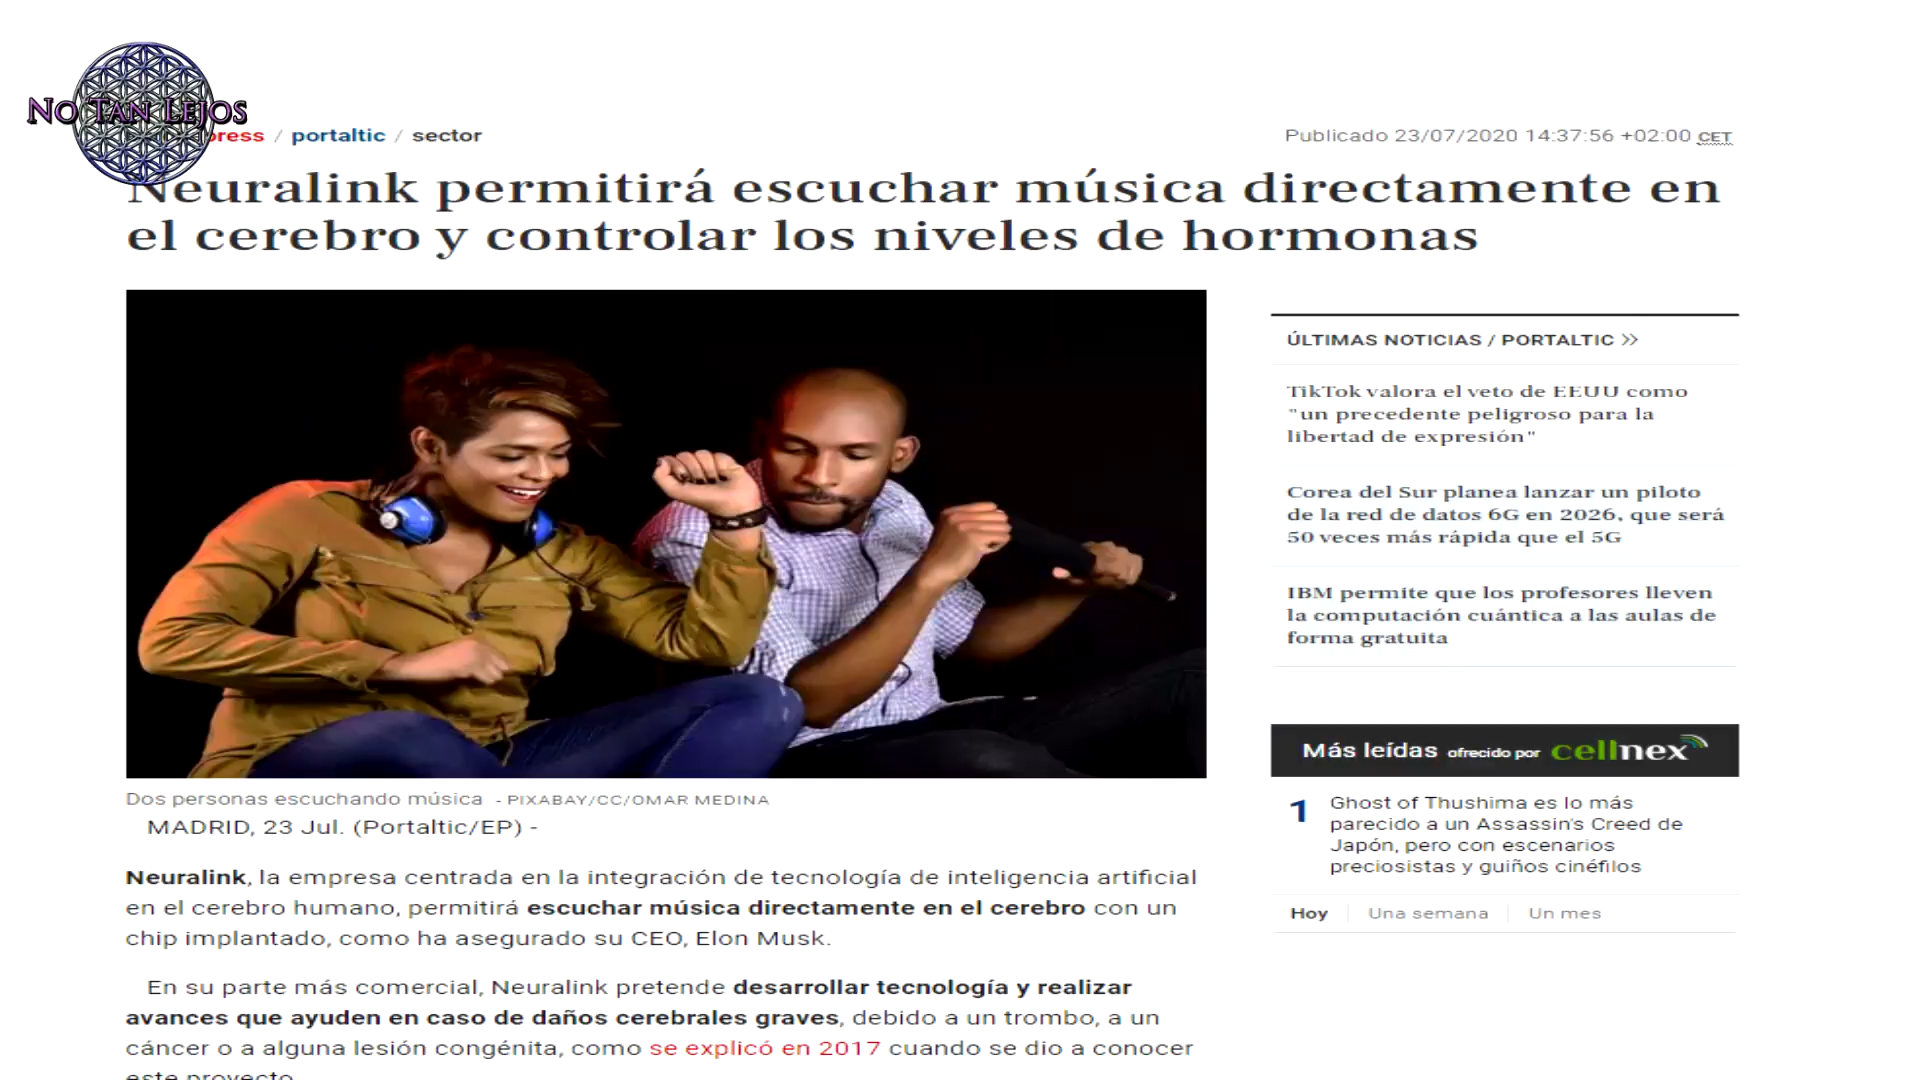 No Tan Lejos
press / portaltic / sector
Publicado 23/07/2020 14:37:56 +02:00 CET
Neuralink permitirá escuchar música directamente en
el cerebro y controlar los niveles de hormonas
Dos personas escuchando música - PIXABAY/CC/OMAR MEDINA
MADRID, 23 Jul. (Portaltic/EP) -
Neuralink, la empresa centrada en la integración de tecnología de inteligencia artificial
en el cerebro humano, permitirá escuchar música directamente en el cerebro con un
chip implantado, como ha asegurado su CEO, Elon Musk.
En su parte más comercial, Neuralink pretende desarrollar tecnología y realizar
avances que ayuden en caso de daños cerebrales graves, debido a un trombo, a un
cáncer o a alguna lesión congénita, como se explicó en 2017 cuando se dio a conocer
este proyecto.
ÚLTIMAS NOTICIAS / PORTALTIC >>
TikTok valora el veto de EEUU como
"un precedente peligroso para la
libertad de expresión"
Corea del Sur planea lanzar un piloto
de la red de datos 6G en 2026, que será
50 veces más rápida que el 5G
IBM permite que los profesores lleven
la computación cuántica a las aulas de
forma gratuita
Más leídas ofrecido por cellnex
1 Ghost of Thushima es lo más
parecido a un Assassin's Creed de
Japón, pero con escenarios
preciosistas y guiños cinéfilos
Hoy Una semana Un mes